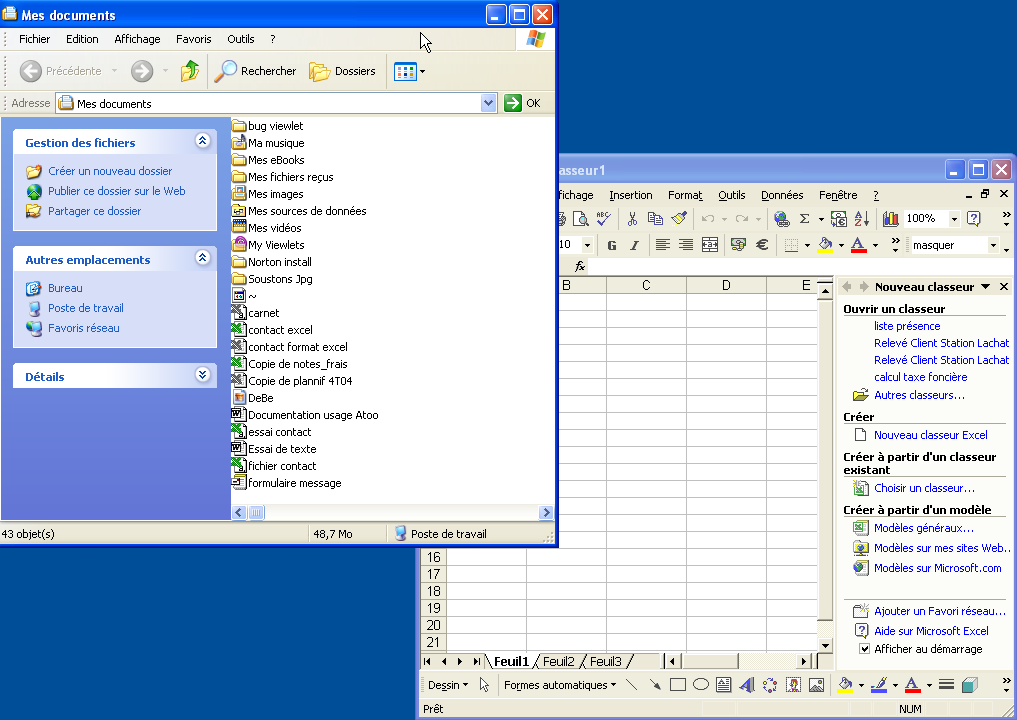 Mes documents
Fichier Edition Affichage Favoris Outils ?
Précédente Rechercher Dossiers
Adresse Mes documents OK
Gestion des fichiers
Créer un nouveau dossier
Publier ce dossier sur le Web
Partager ce dossier
Autres emplacements
Bureau
Poste de travail
Favoris réseau
Détails
bug viewlet
Ma musique
Mes eBooks
Mes fichiers reçus
Mes images
Mes sources de données
Mes vidéos
My Viewlets
Norton install
Soustons Jpg
~
carnet
contact excel
contact format excel
Copie de notes_frais
Copie de plannif 4T04
DeBe
Documentation usage Atoo
essai contact
Essai de texte
fichier contact
formulaire message
43 objet(s) 48,7 Mo Poste de travail
asseur1
fichage Insertion Format Outils Données Fenêtre ?
100%
10 G I € masquer
fx
B C D E
16
17
18
19
20
21
Nouveau classeur
Ouvrir un classeur
liste présence
Relevé Client Station Lachat
Relevé Client Station Lachat
calcul taxe foncière
Autres classeurs...
Créer
Nouveau classeur Excel
Créer à partir d'un classeur
existant
Choisir un classeur...
Créer à partir d'un modèle
Modèles généraux...
Modèles sur mes sites Web..
Modèles sur Microsoft.com
Ajouter un Favori réseau...
Aide sur Microsoft Excel
Afficher au démarrage
Feuil1 Feuil2 Feuil3
Dessin Formes automatiques
Prêt NUM